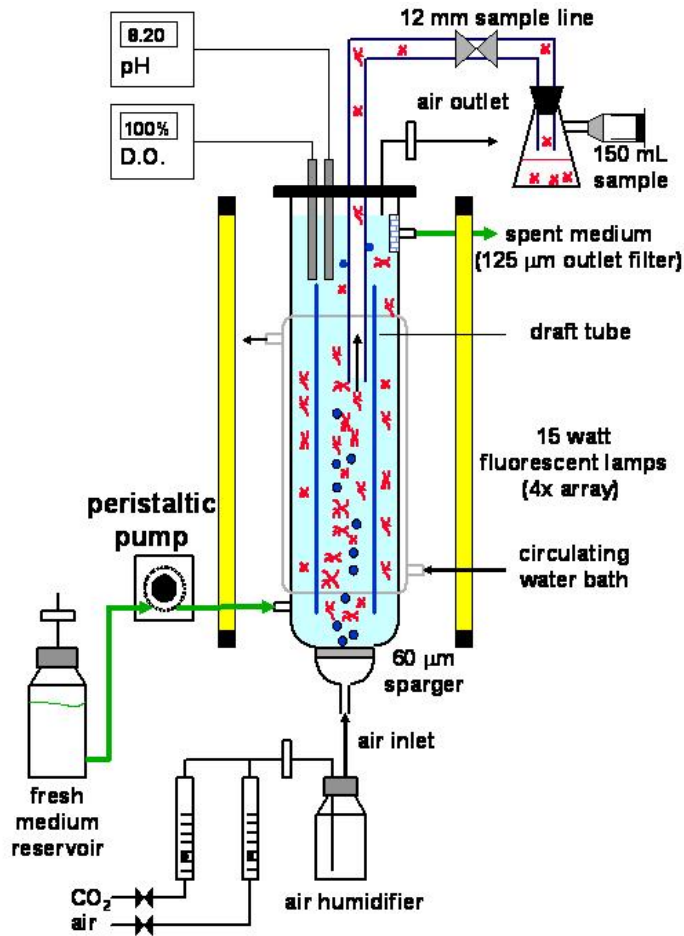 12 mm sample line
8.20
pH
air outlet
100%
D.O.
150 mL
sample
spent medium
(125 μm outlet filter)
draft tube
15 watt
fluorescent lamps
(4x array)
peristaltic
pump
circulating
water bath
60 μm
sparger
air inlet
fresh
medium
reservoir
CO2
air
air humidifier